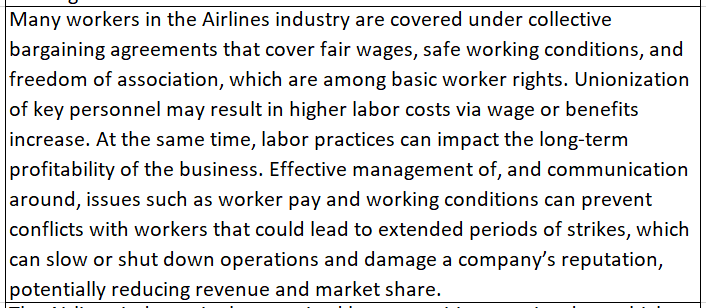 Many workers in the Airlines industry are covered under collective
bargaining agreements that cover fair wages, safe working conditions, and
freedom of association, which are among basic worker rights. Unionization
of key personnel may result in higher labor costs via wage or benefits
increase. At the same time, labor practices can impact the long-term
profitability of the business. Effective management of, and communication
around, issues such as worker pay and working conditions can prevent
conflicts with workers that could lead to extended periods of strikes, which
can slow or shut down operations and damage a company’s reputation,
potentially reducing revenue and market share.